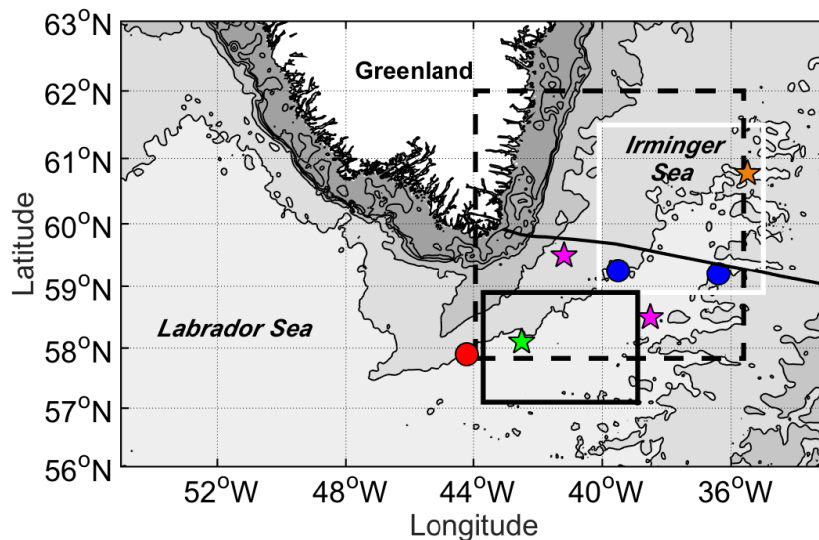 63°N
62°N
61°N
60°N
59°N
58°N
57°N
56°N
Latitude
Greenland
Irminger
Sea
Labrador Sea
52°W
48°W
44°W
40°W
36°W
Longitude